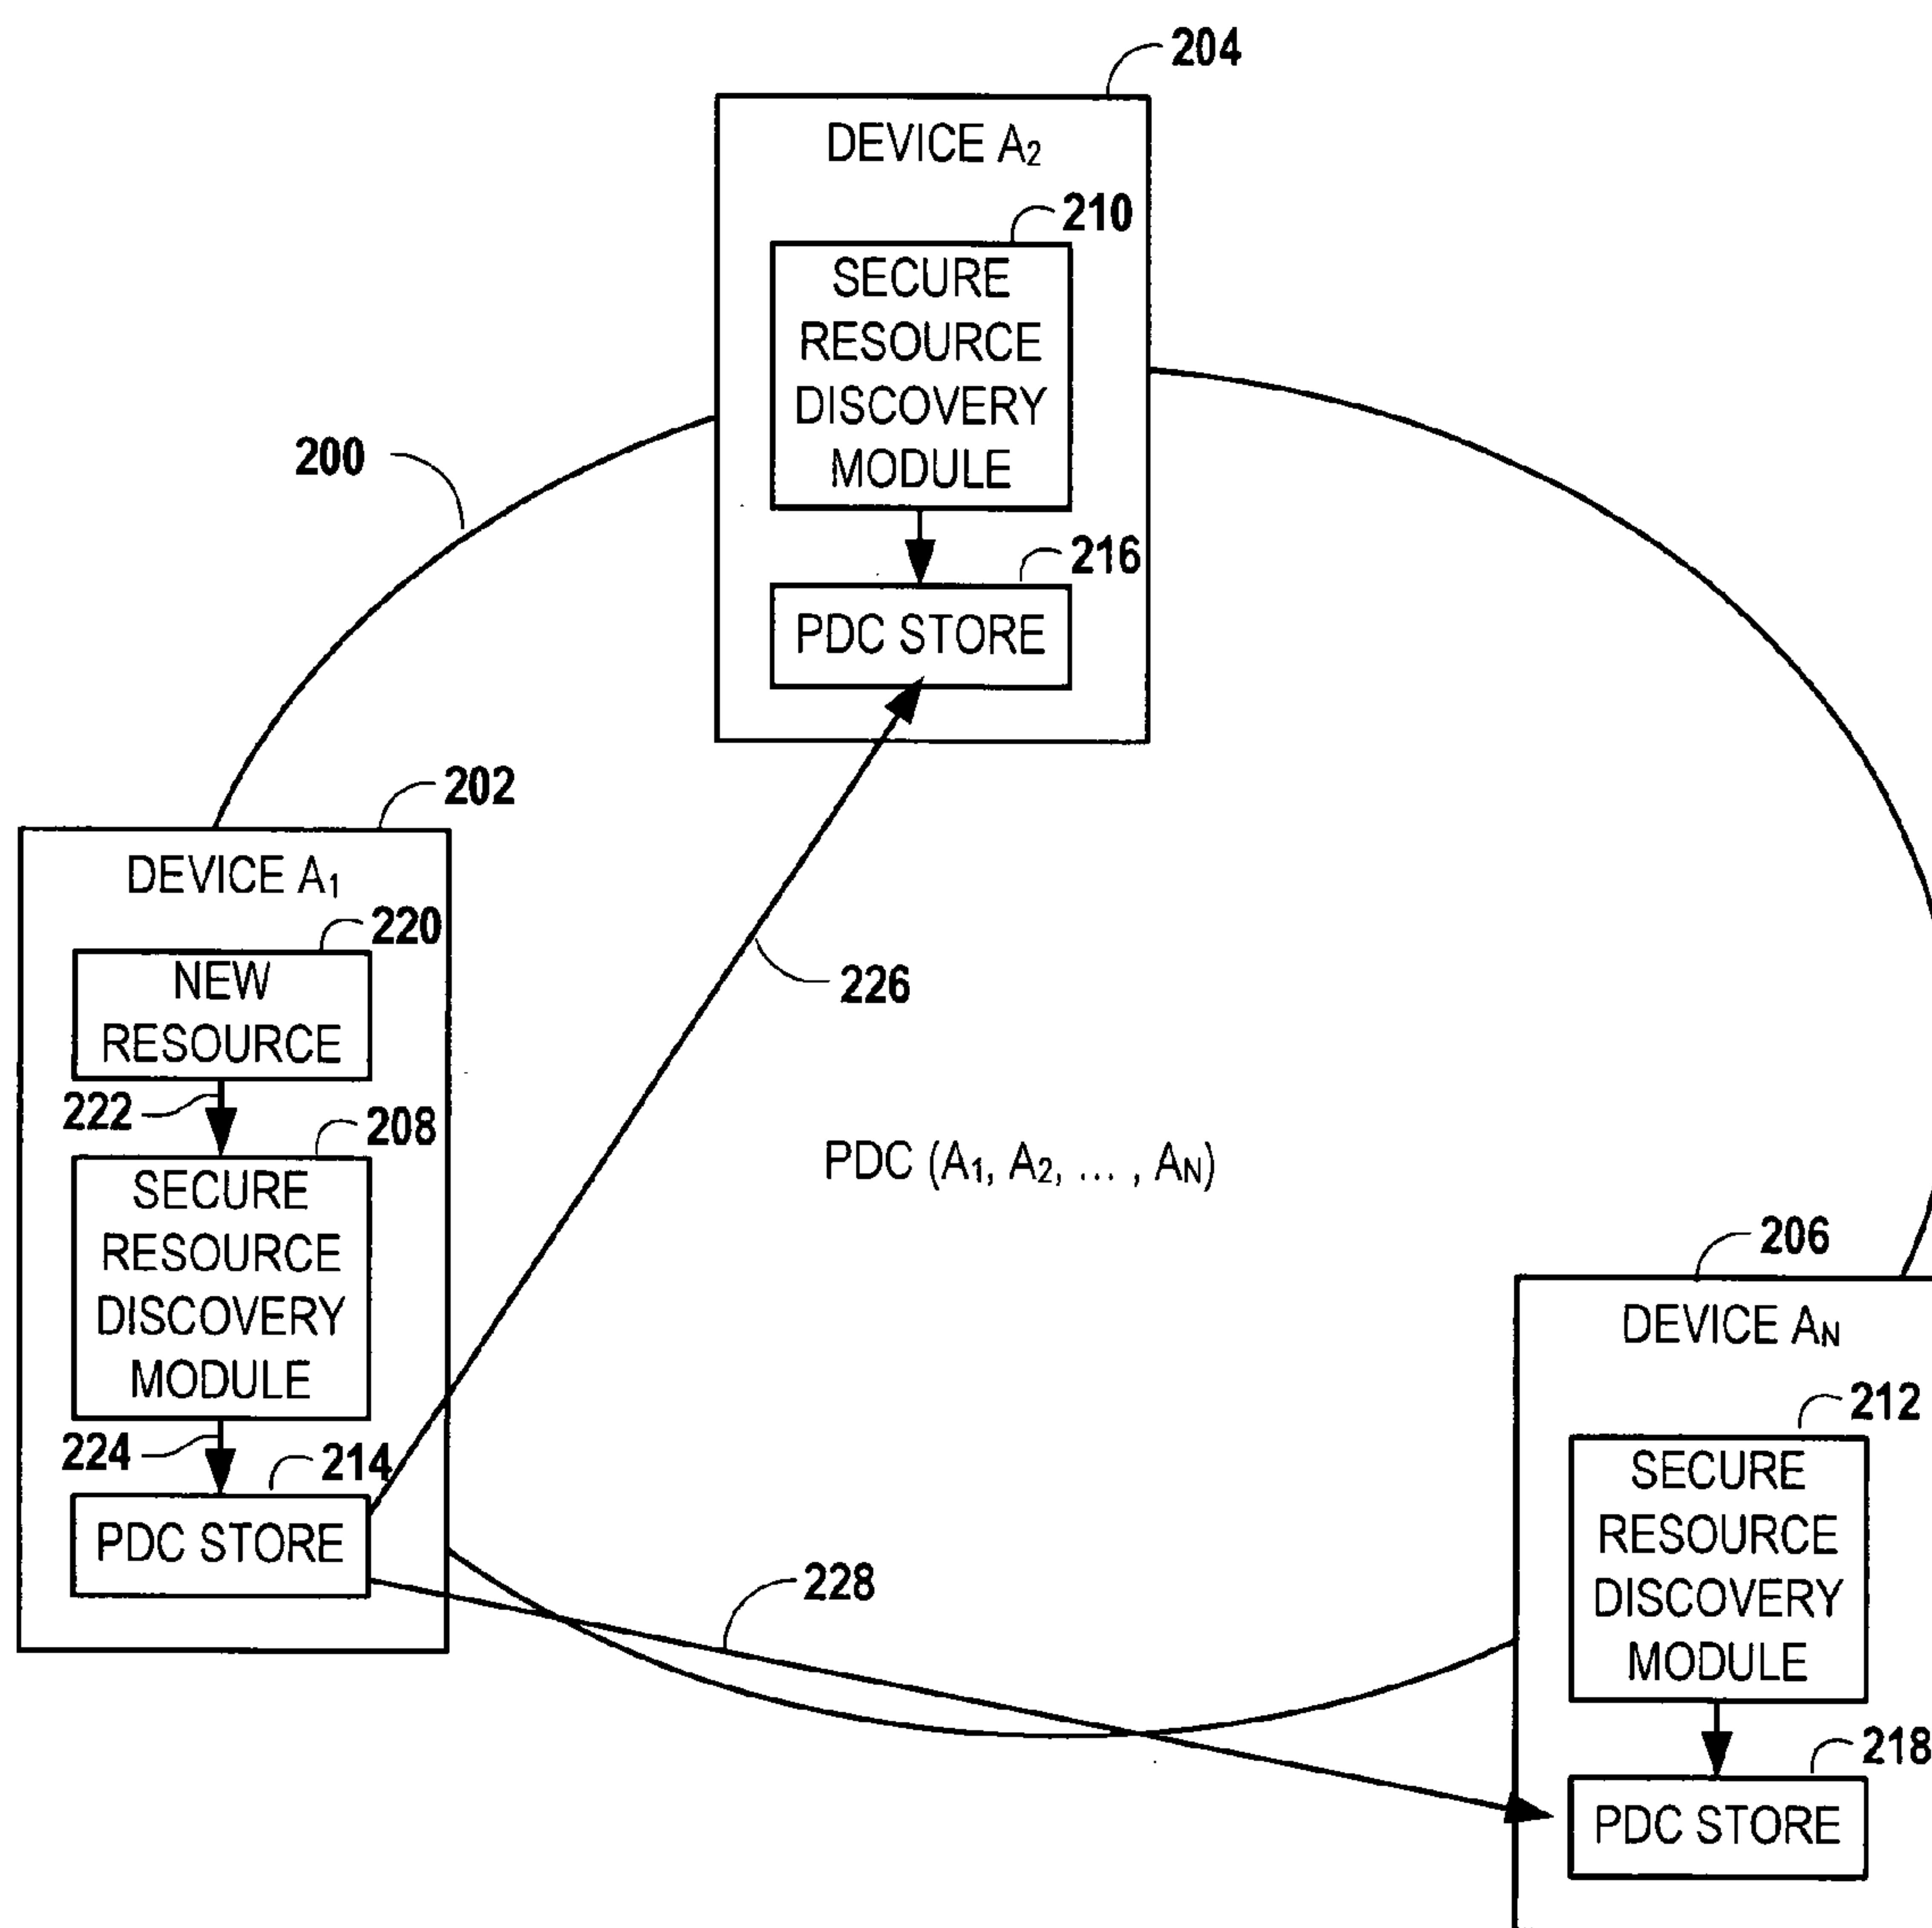 204
DEVICE A2
210
SECURE
RESOURCE
DISCOVERY
MODULE
216
PDC STORE
200
202
DEVICE A1
220
NEW
RESOURCE
222
208
SECURE
RESOURCE
DISCOVERY
MODULE
224
214
PDC STORE
226
PDC (A1, A2, ... , AN)
228
206
DEVICE AN
212
SECURE
RESOURCE
DISCOVERY
MODULE
218
PDC STORE